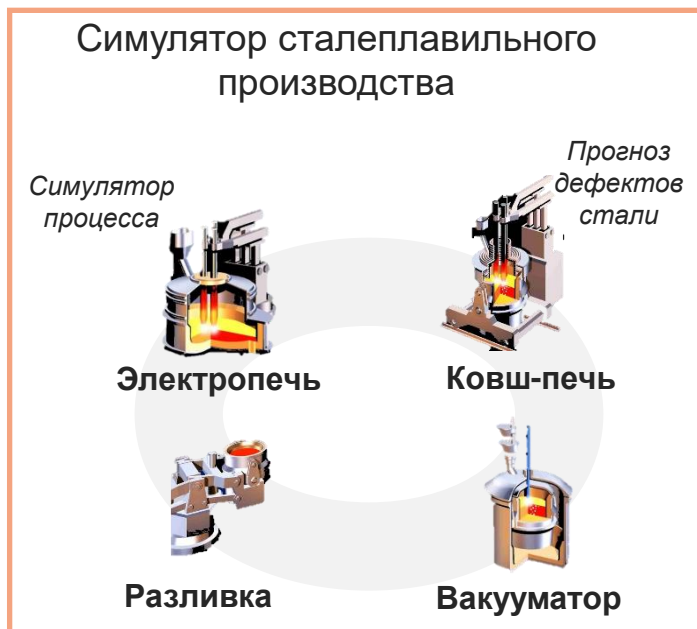 Симулятор сталеплавильного
производства
Симулятор
процесса
Прогноз
дефектов
стали
Электропечь
Ковш-печь
Разливка
Вакууматор